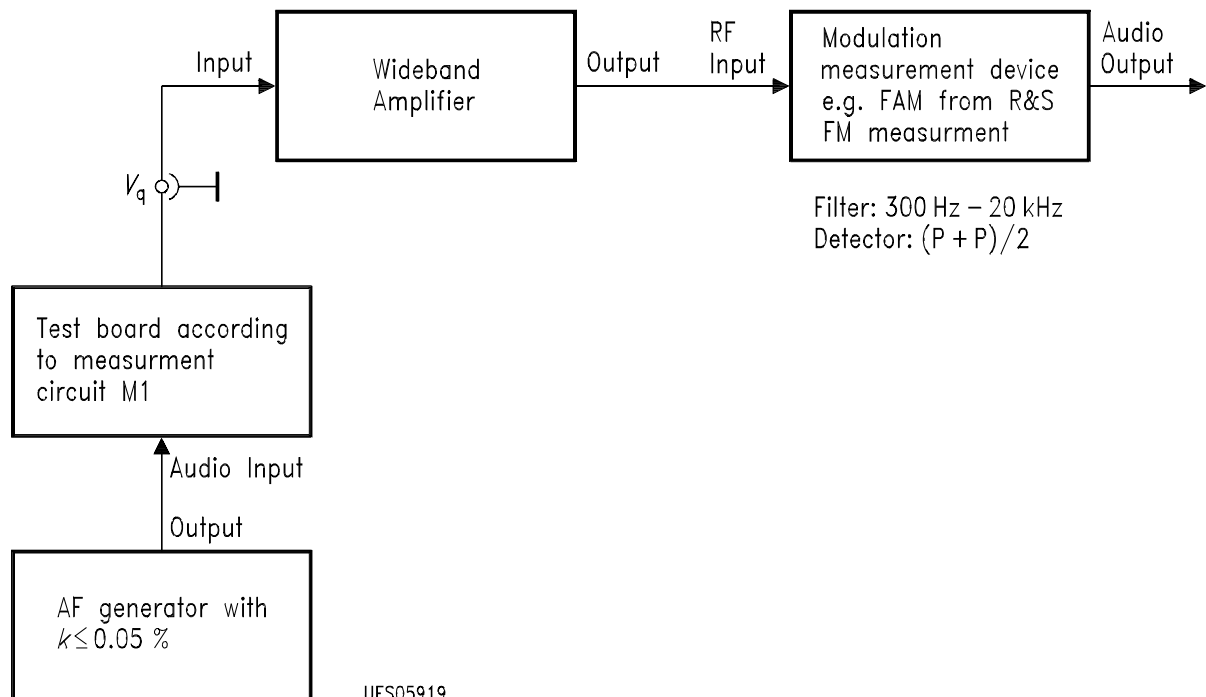 Input
Wideband
Amplifier
Output
RF
Input
Modulation
measurement device
e.g. FAM from R&S
FM measurment
Audio
Output
Vq
Filter: 300 Hz – 20 kHz
Detector: (P + P)/2
Test board according
to measurment
circuit M1
Audio Input
Output
AF generator with
k≤0.05 %
UES05919